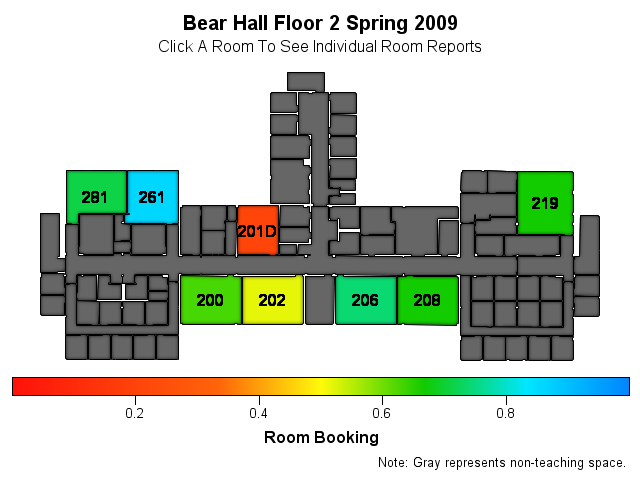 Bear Hall Floor 2 Spring 2009
Click A Room To See Individual Room Reports
281 261
219
201D
200 202 206 208
0.2 0.4 0.6 0.8
Room Booking
Note: Gray represents non-teaching space.